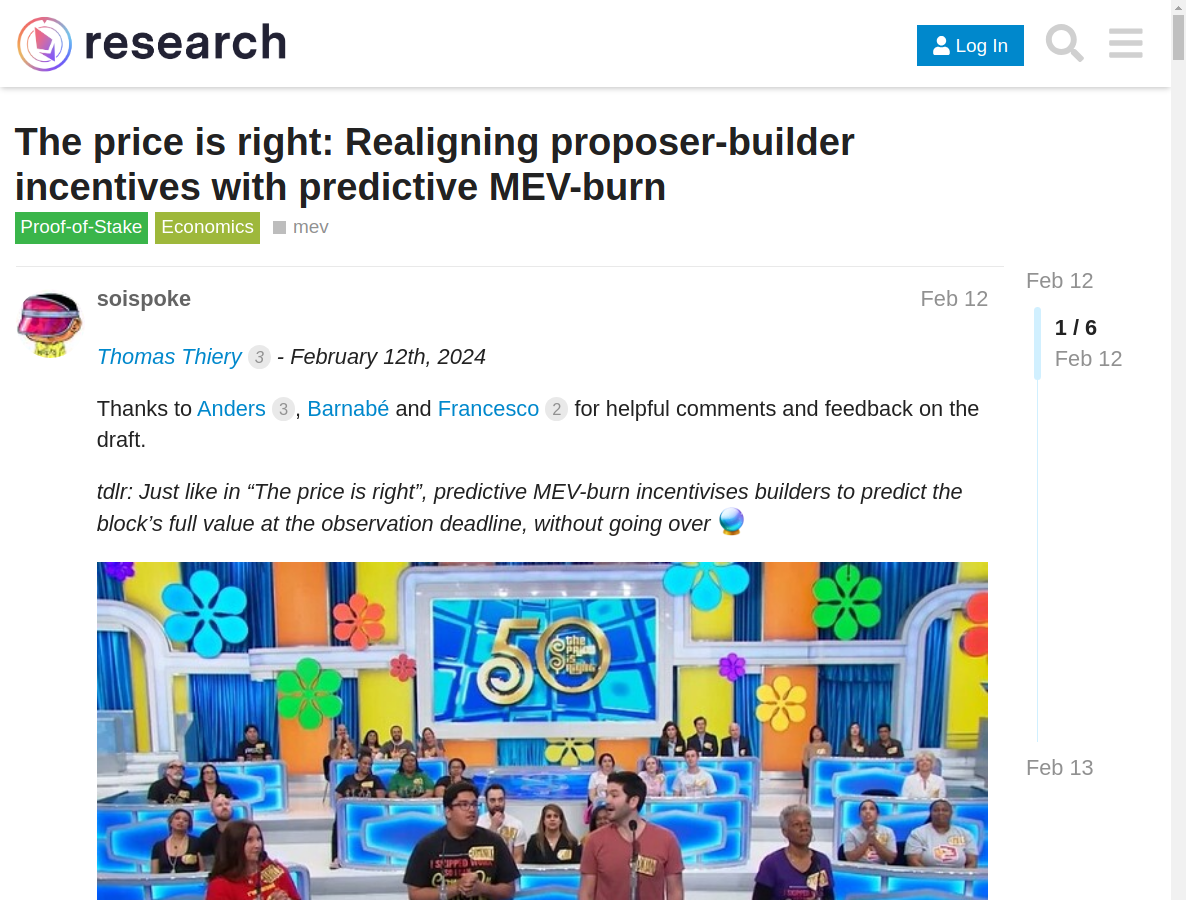 research
Log In
The price is right: Realigning proposer-builder
incentives with predictive MEV-burn
Proof-of-Stake Economics mev
soispoke Feb 12
Thomas Thiery 3 - February 12th, 2024
Thanks to Anders 3, Barnabé and Francesco 2 for helpful comments and feedback on the
draft.
tdlr: Just like in “The price is right”, predictive MEV-burn incentivises builders to predict the
block’s full value at the observation deadline, without going over
50
the
PRICE
is
Right
I SKIPPED WORK
Feb 12
1 / 6
Feb 12
Feb 13